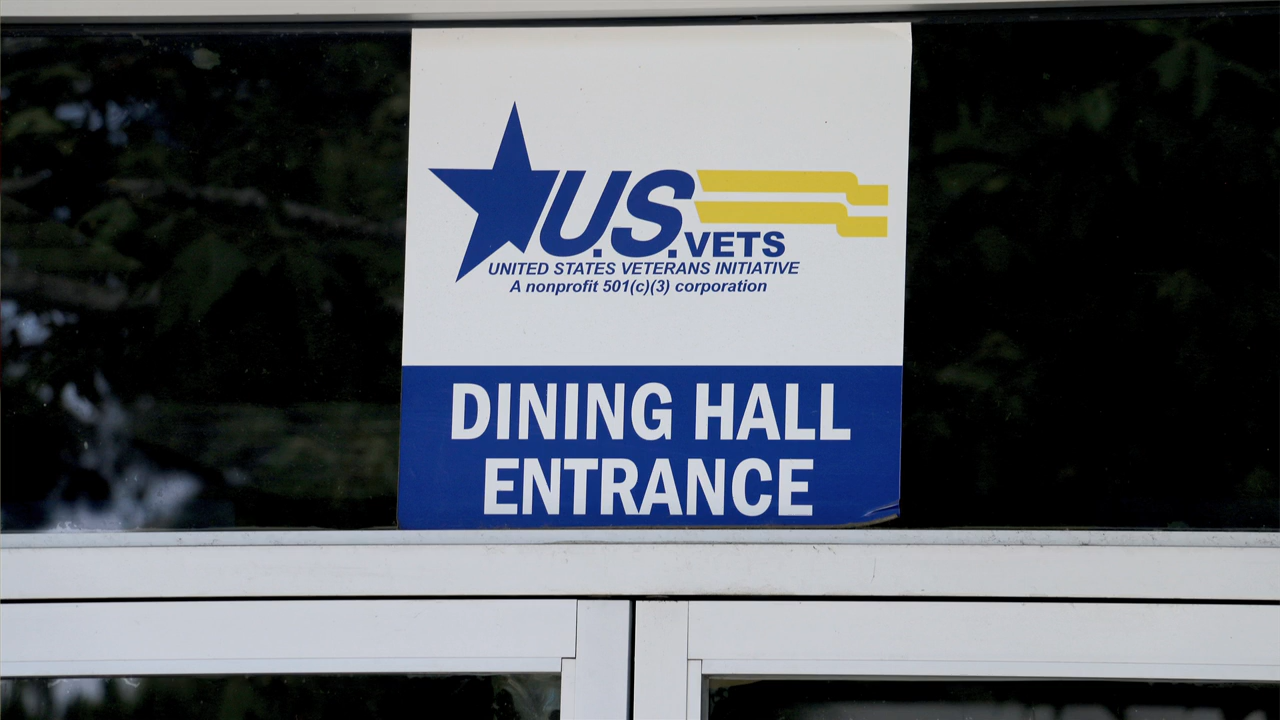 U.S.VETS
UNITED STATES VETERANS INITIATIVE
A nonprofit 501(c)(3) corporation
DINING HALL
ENTRANCE